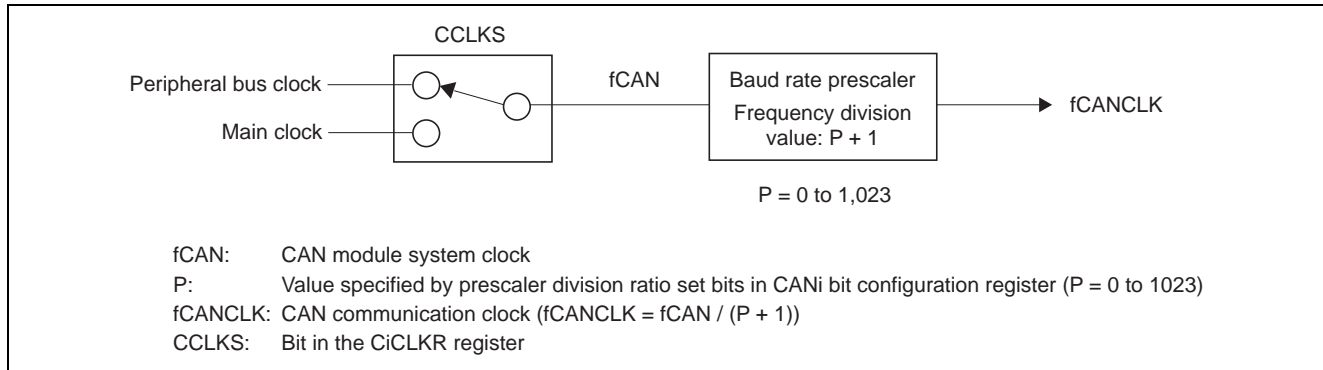 CCLKS
Peripheral bus clock
Main clock
fCAN
Baud rate prescaler
Frequency division
value: P + 1
fCANCLK
P = 0 to 1,023
fCAN: CAN module system clock
P: Value specified by prescaler division ratio set bits in CANi bit configuration register (P = 0 to 1023)
fCANCLK: CAN communication clock (fCANCLK = fCAN / (P + 1))
CCLKS: Bit in the CiCLKR register